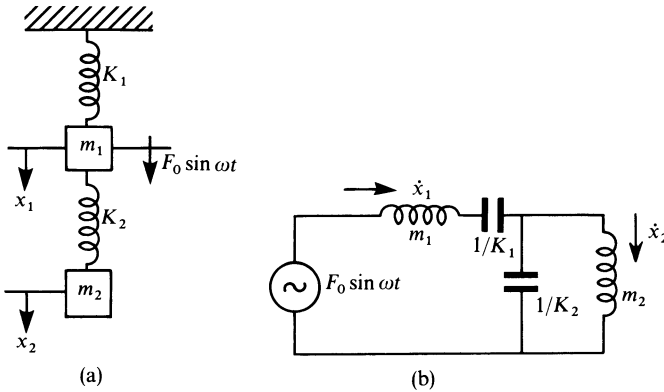 K₁
m₁
F₀ sin ωt
x₁
K₂
m₂
x₂
(a)
ẋ₁
m₁
1/K₁
ẋ₂
F₀ sin ωt
1/K₂
m₂
(b)